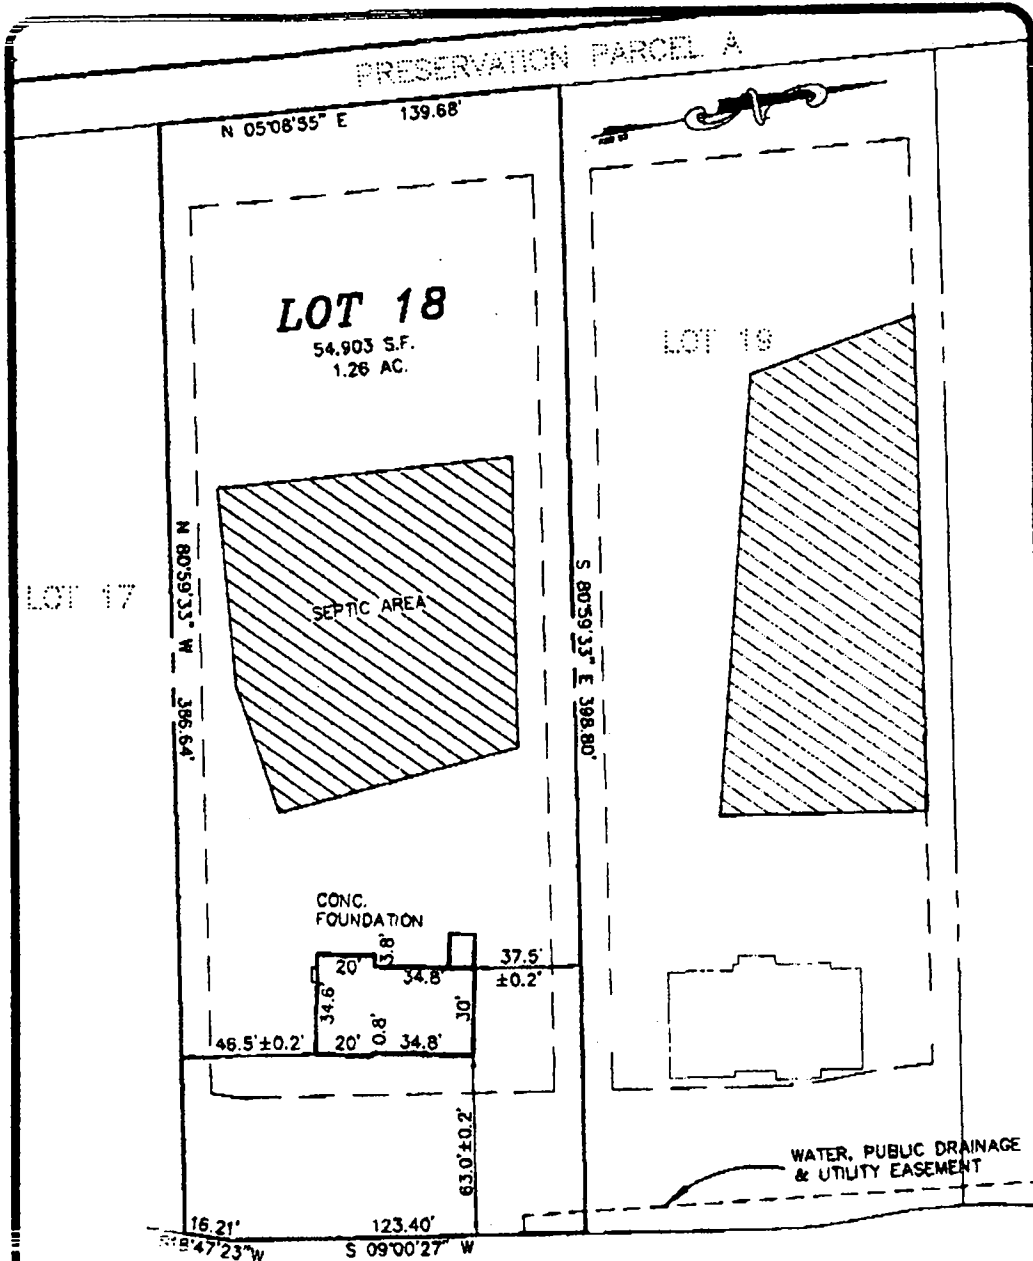 PRESERVATION PARCEL A
N 05°08'55" E 139.68'
LOT 18
54,903 S.F.
1.26 AC.
LOT 19
LOT 17
N 80°59'33" W 386.64'
SEPTIC AREA
S 80°59'33" E 398.80'
CONC.
FOUNDATION
20'
3.8'
34.8'
37.5'
±0.2'
34.6'
30'
46.5'±0.2'
20'
0.8'
34.8'
63.0'±0.2'
WATER, PUBLIC DRAINAGE
& UTILITY EASEMENT
16.21'
123.40'
47'23"W
S 09°00'27" W